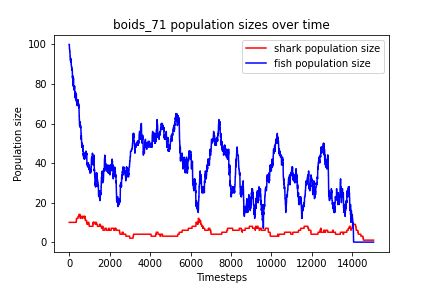 boids_71 population sizes over time
shark population size
fish population size
Population size
100
80
60
40
20
0
0 2000 4000 6000 8000 10000 12000 14000
Timesteps